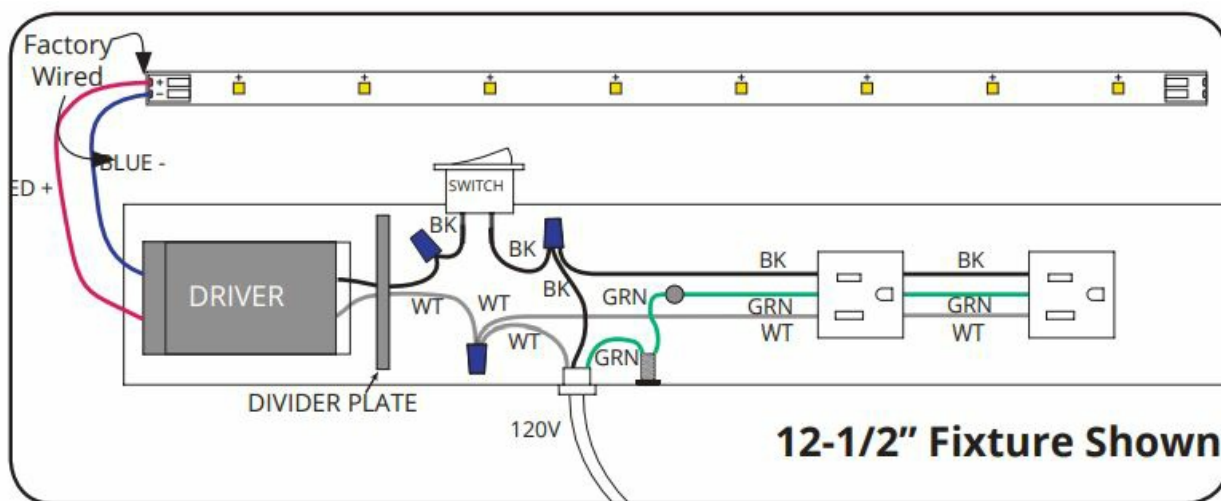 Factory
Wired
+
-
+
+
+
+
+
+
+
+
BLUE -
ED +
SWITCH
BK
BK
BK
BK
BK
DRIVER
WT
WT
WT
GRN
GRN
GRN
GRN
WT
WT
DIVIDER PLATE
120V
12-1/2” Fixture Shown